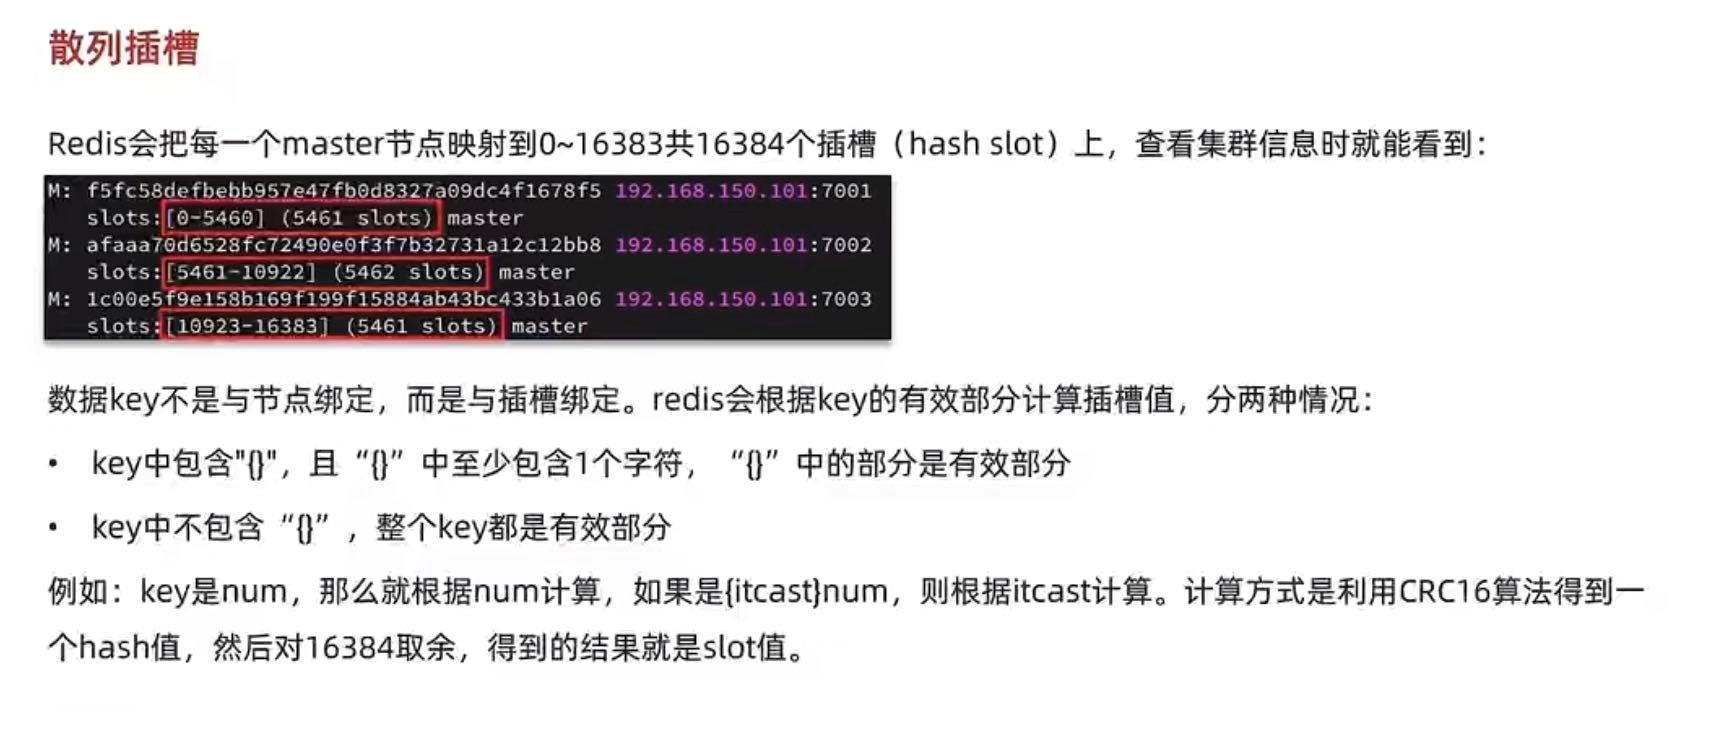 散列插槽
Redis会把每一个master节点映射到0~16383共16384个插槽（hash slot）上，查看集群信息时就能看到：
M: f5fc58defbebb957e47fb0d8327a09dc4f1678f5 192.168.150.101:7001
slots:[0-5460] (5461 slots) master
M: afaaa70d6528fc72490e0f3f7b32731a12c12bb8 192.168.150.101:7002
slots:[5461-10922] (5462 slots) master
M: 1c00e5f9e158b169f199f15884ab43bc433b1a06 192.168.150.101:7003
slots:[10923-16383] (5461 slots) master
数据key不是与节点绑定，而是与插槽绑定。redis会根据key的有效部分计算插槽值，分两种情况：
• key中包含"{}"，且“{}”中至少包含1个字符，“{}”中的部分是有效部分
• key中不包含“{}”，整个key都是有效部分
例如：key是num，那么就根据num计算，如果是{itcast}num，则根据itcast计算。计算方式是利用CRC16算法得到一
个hash值，然后对16384取余，得到的结果就是slot值。